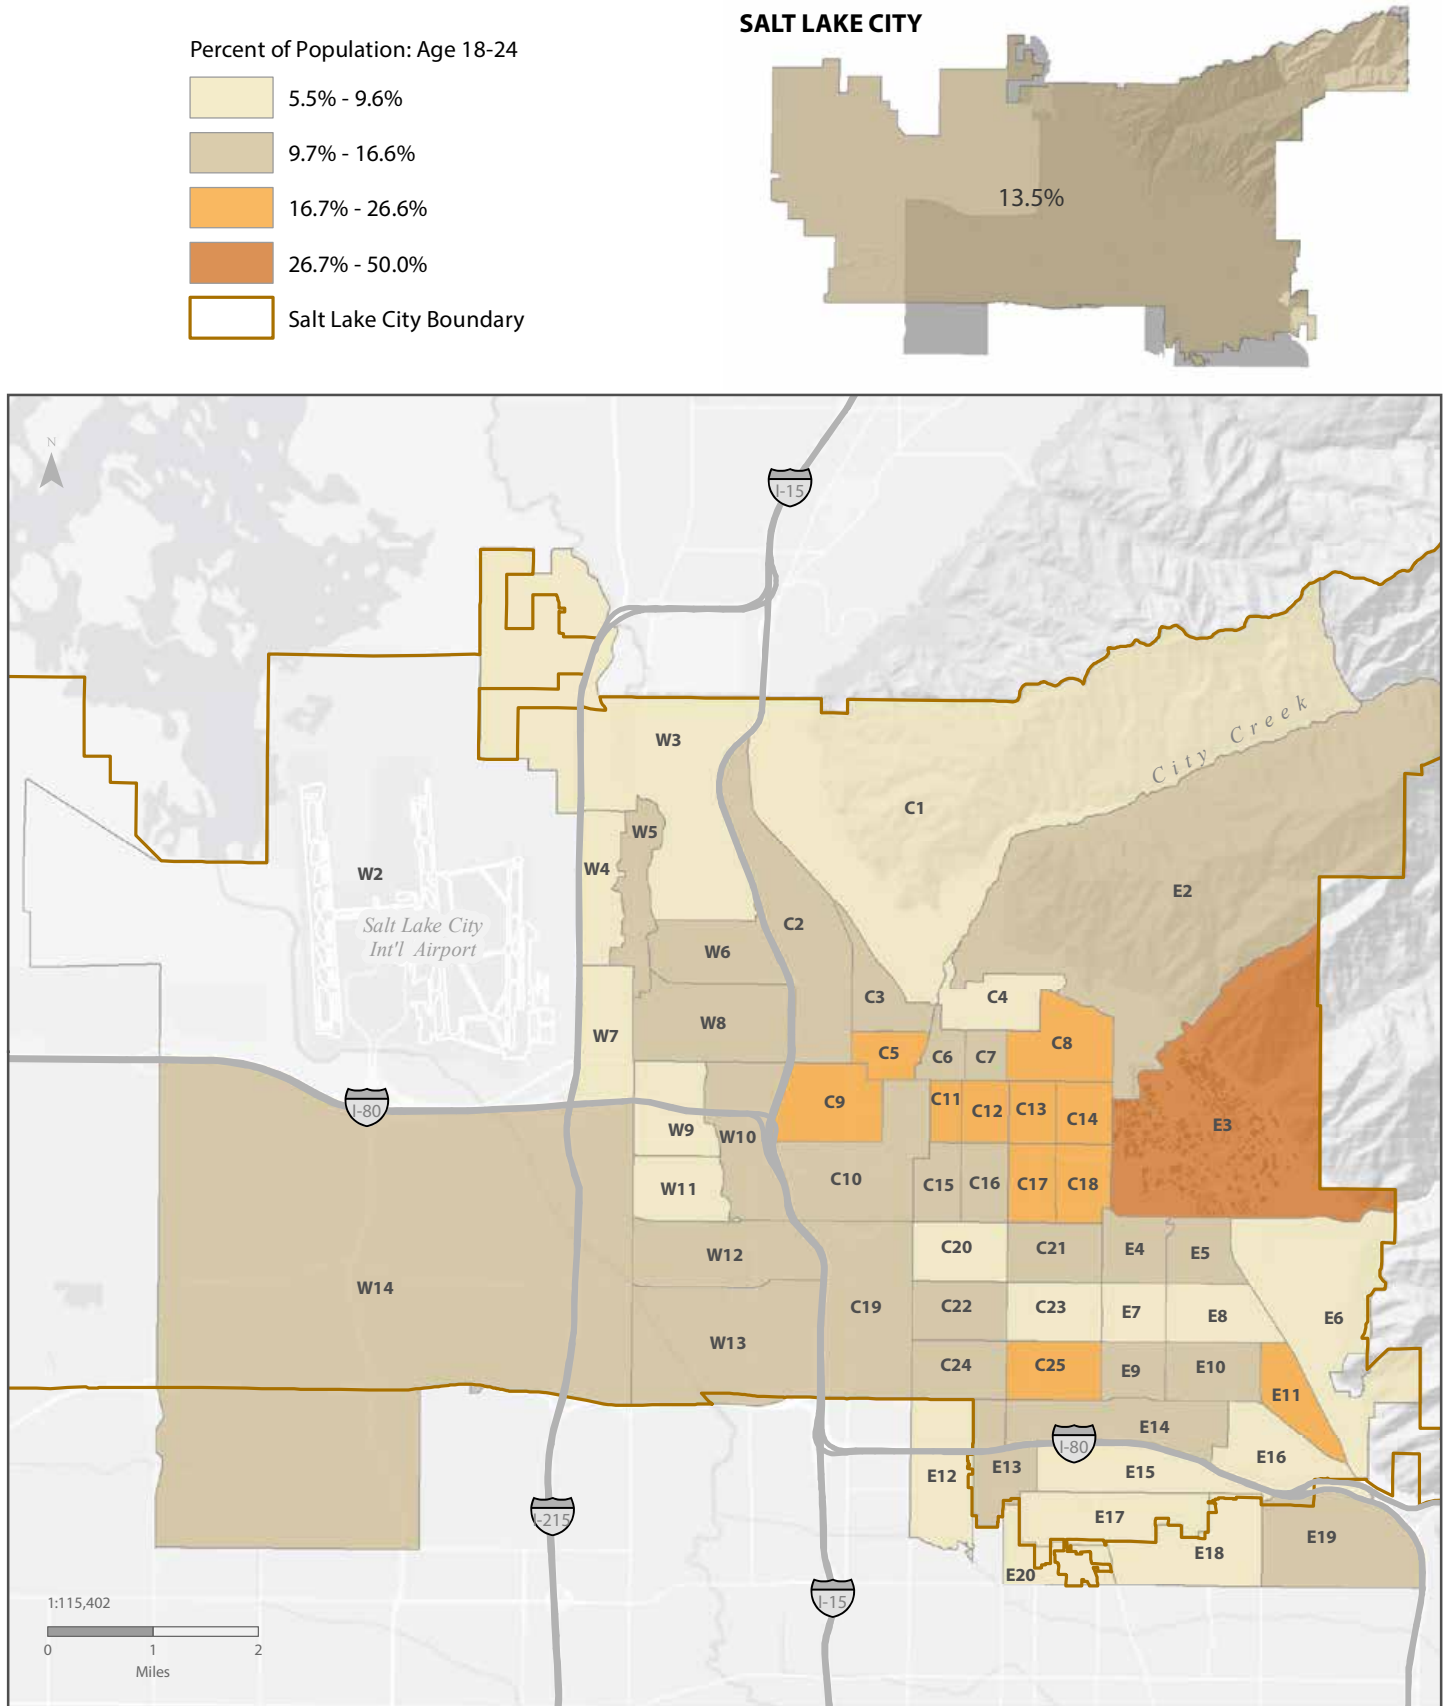 SALT LAKE CITY
Percent of Population: Age 18-24
5.5% - 9.6%
9.7% - 16.6%
16.7% - 26.6%
26.7% - 50.0%
Salt Lake City Boundary
13.5%
N
I-15
W3
City Creek
C1
W5
W4
W2
E2
Salt Lake City
Int'l Airport
C2
W6
C3
C4
W8
W7
C5
C6
C7
C8
I-80
C9
C11
C12
C13
C14
E3
W9
W10
W11
C10
C15
C16
C17
C18
W12
C20
C21
E4
E5
W14
C19
C22
C23
E7
E8
E6
W13
C24
C25
E9
E10
E11
E14
I-80
E12
E13
E15
E16
I-215
E17
E18
E19
E20
I-15
1:115,402
0
1
2
Miles